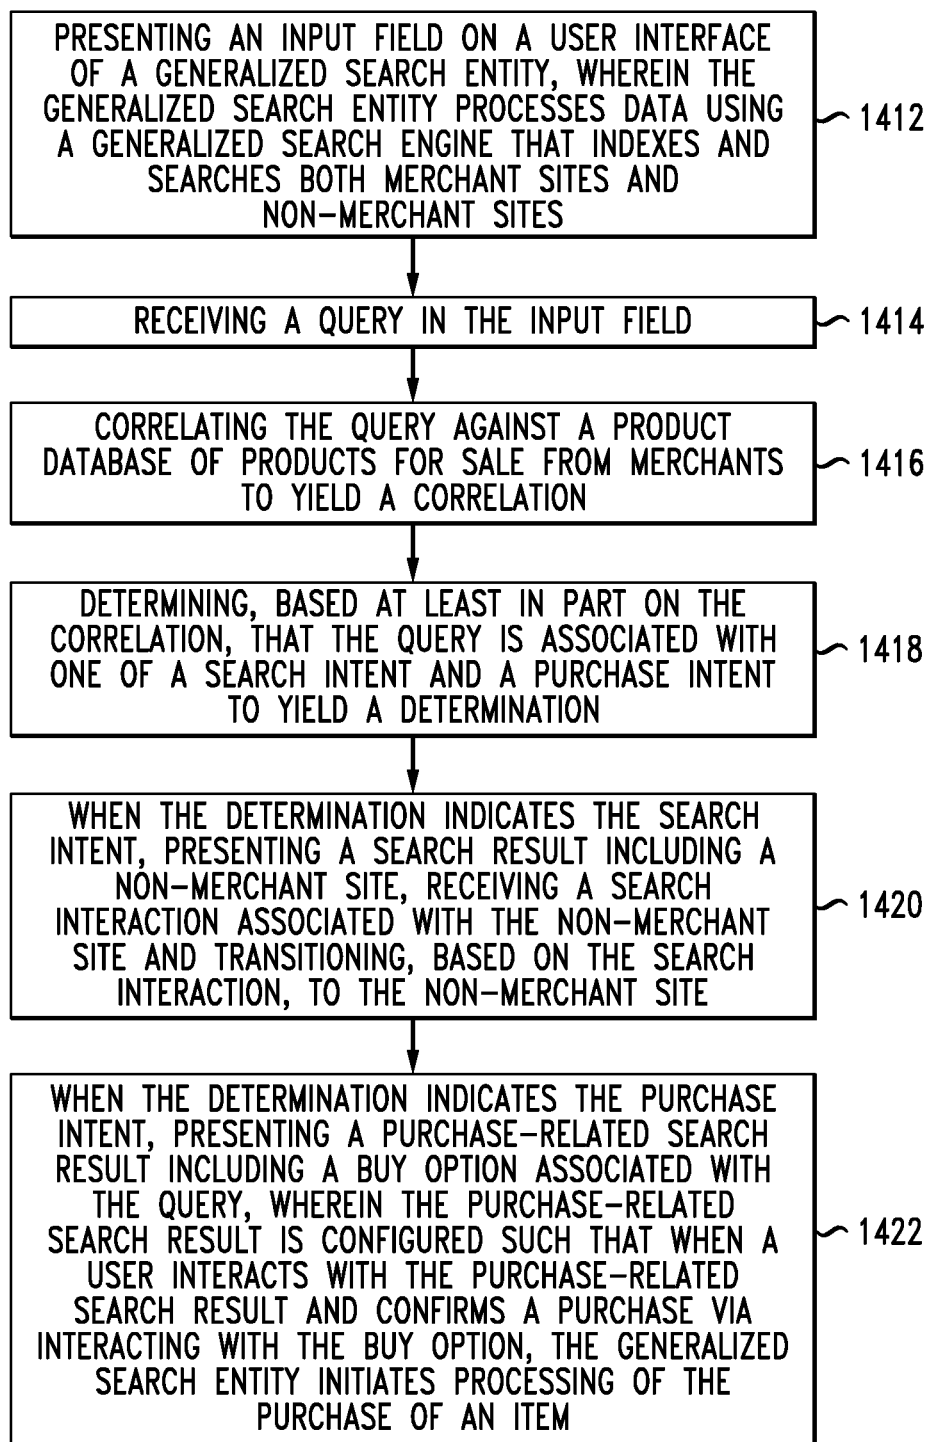 PRESENTING AN INPUT FIELD ON A USER INTERFACE
OF A GENERALIZED SEARCH ENTITY, WHEREIN THE
GENERALIZED SEARCH ENTITY PROCESSES DATA USING
A GENERALIZED SEARCH ENGINE THAT INDEXES AND
SEARCHES BOTH MERCHANT SITES AND
NON-MERCHANT SITES
1412
RECEIVING A QUERY IN THE INPUT FIELD
1414
CORRELATING THE QUERY AGAINST A PRODUCT
DATABASE OF PRODUCTS FOR SALE FROM MERCHANTS
TO YIELD A CORRELATION
1416
DETERMINING, BASED AT LEAST IN PART ON THE
CORRELATION, THAT THE QUERY IS ASSOCIATED WITH
ONE OF A SEARCH INTENT AND A PURCHASE INTENT
TO YIELD A DETERMINATION
1418
WHEN THE DETERMINATION INDICATES THE SEARCH
INTENT, PRESENTING A SEARCH RESULT INCLUDING A
NON-MERCHANT SITE, RECEIVING A SEARCH
INTERACTION ASSOCIATED WITH THE NON-MERCHANT
SITE AND TRANSITIONING, BASED ON THE SEARCH
INTERACTION, TO THE NON-MERCHANT SITE
1420
WHEN THE DETERMINATION INDICATES THE PURCHASE
INTENT, PRESENTING A PURCHASE-RELATED SEARCH
RESULT INCLUDING A BUY OPTION ASSOCIATED WITH
THE QUERY, WHEREIN THE PURCHASE-RELATED
SEARCH RESULT IS CONFIGURED SUCH THAT WHEN A
USER INTERACTS WITH THE PURCHASE-RELATED
SEARCH RESULT AND CONFIRMS A PURCHASE VIA
INTERACTING WITH THE BUY OPTION, THE GENERALIZED
SEARCH ENTITY INITIATES PROCESSING OF THE
PURCHASE OF AN ITEM
1422